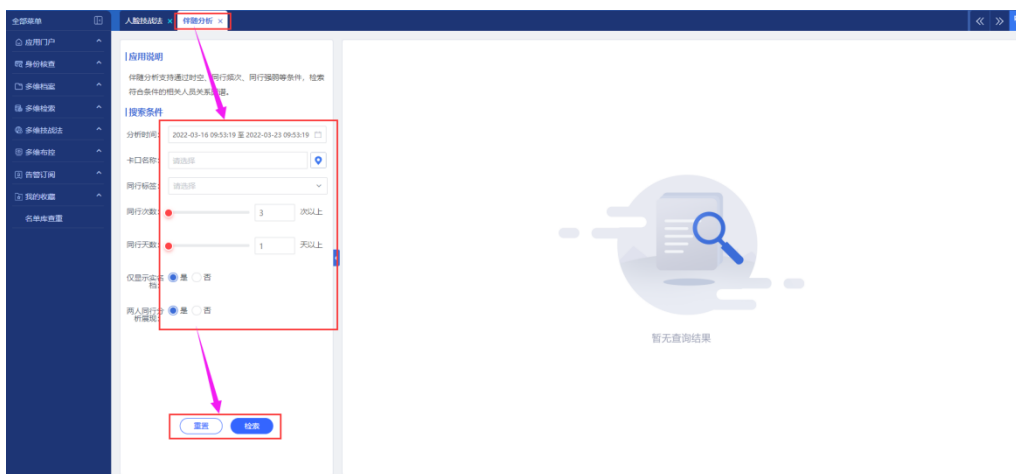 全部菜单
人脸技战法 ×
伴随分析 ×
应用门户
身份核查
多维档案
多维检索
多维技战法
多维布控
告警订阅
我的收藏
名单库查重
应用说明
伴随分析支持通过时空、同行频次、同行强弱等条件，检索
符合条件的相关人员关系图谱。
搜索条件
分析时间： 2022-03-16 09:53:19 至 2022-03-23 09:53:19
卡口名称： 请选择
同行标签： 请选择
同行次数： 3 次以上
同行天数： 1 天以上
仅显示实名 是 否
档：
两人同行分 是 否
析展现：
重置 检索
暂无查询结果